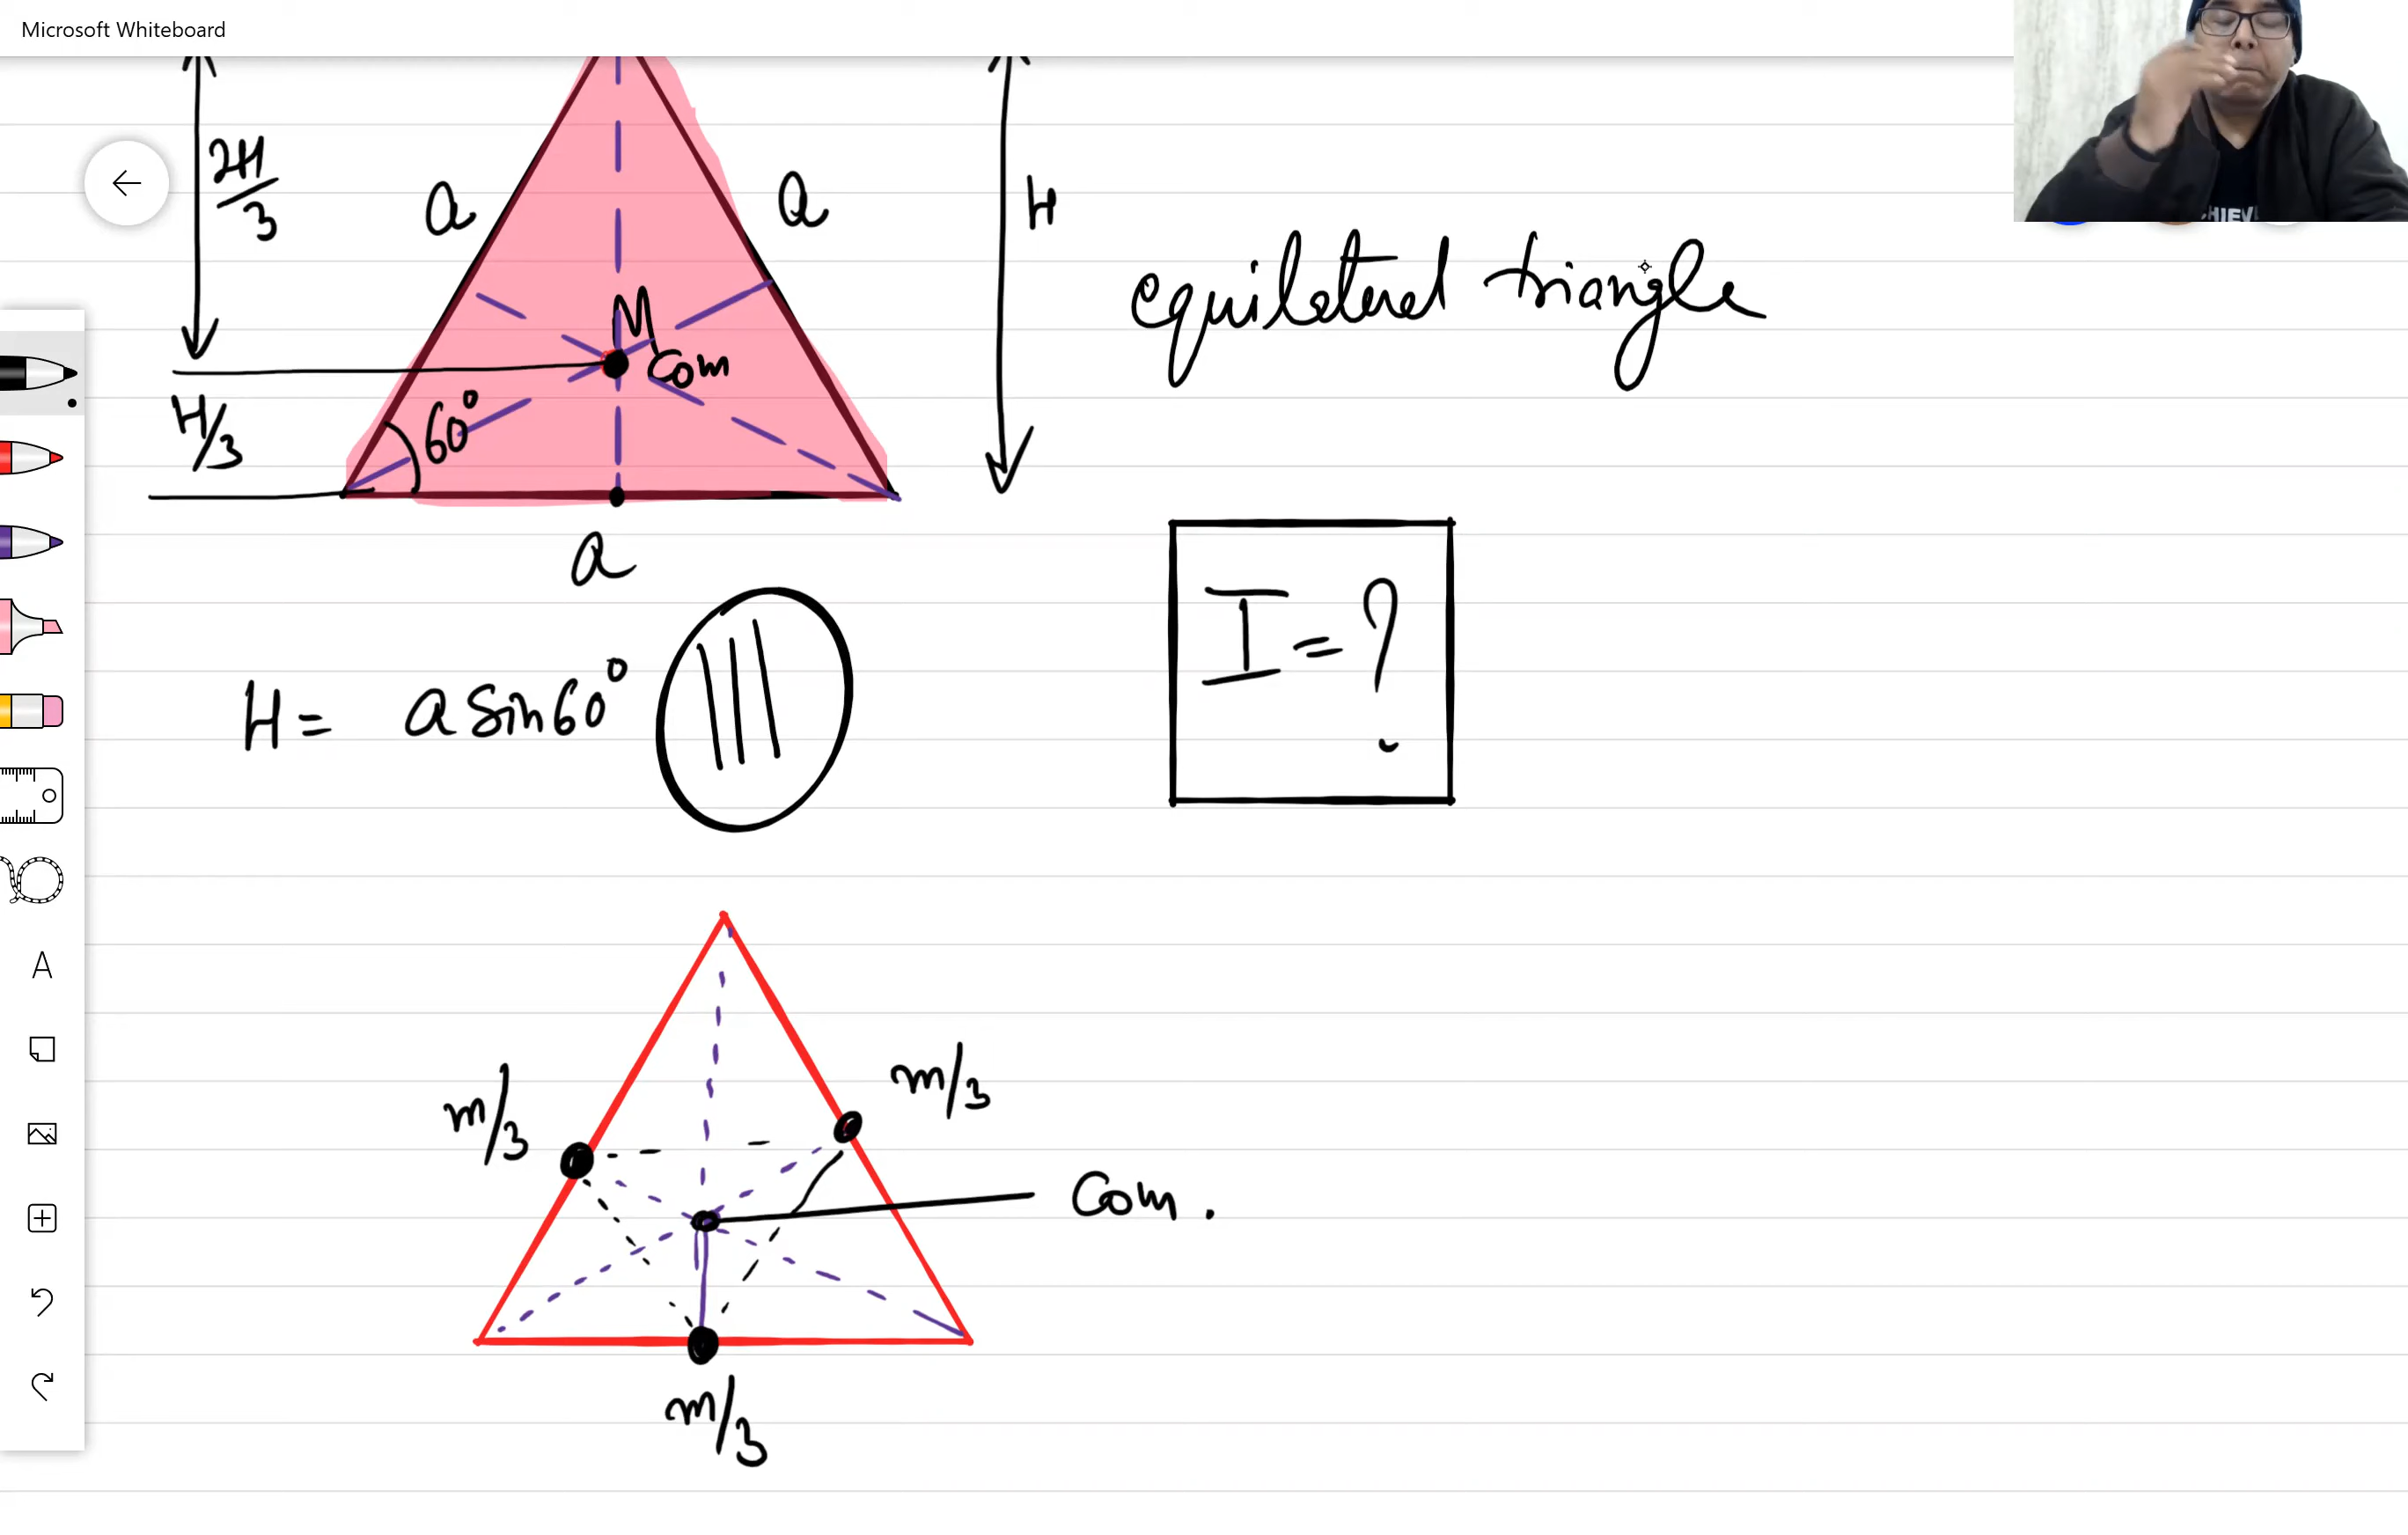 Microsoft Whiteboard
2H/3
a
a
H
equilateral triangle
M
Com
H/3
60°
a
I = ?
H = a sin60°
m/3
m/3
Com.
m/3
A